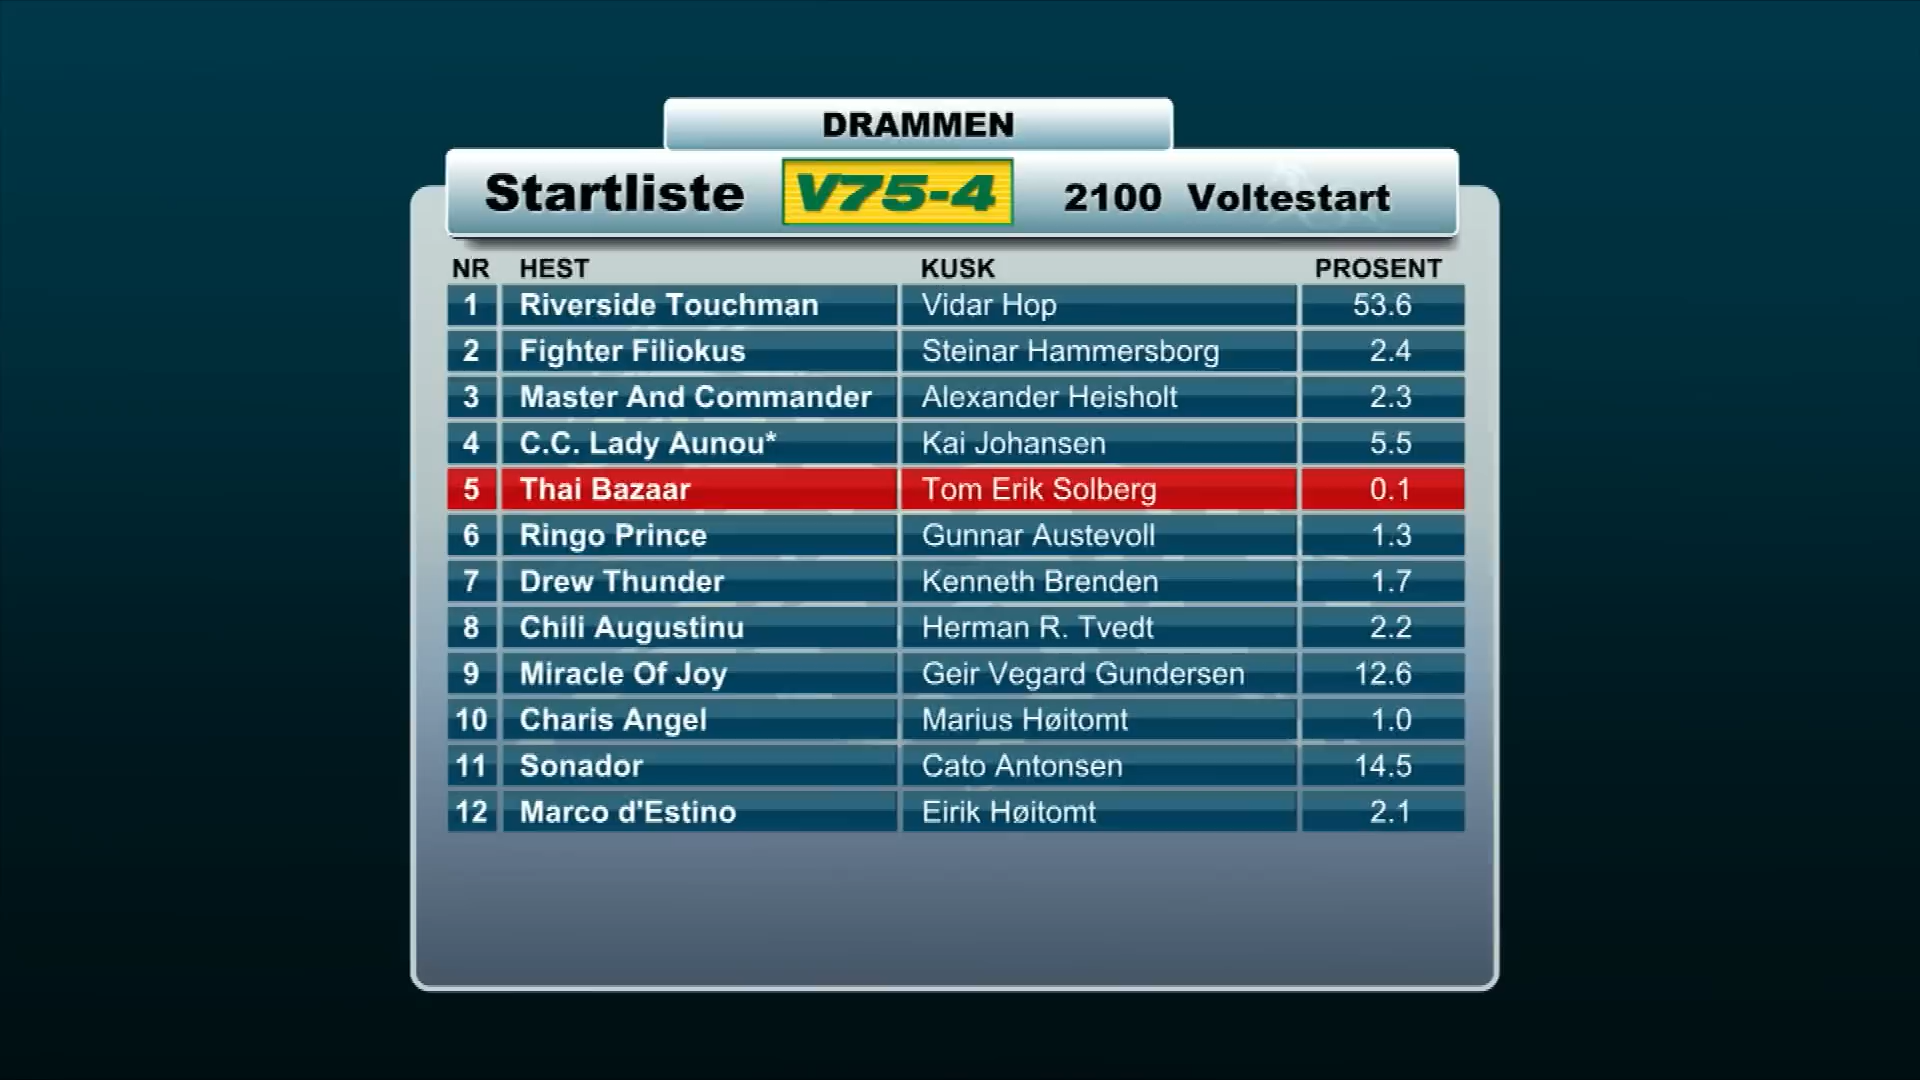 DRAMMEN
Startliste V75-4 2100 Voltestart
NR HEST KUSK PROSENT
1 Riverside Touchman Vidar Hop 53.6
2 Fighter Filiokus Steinar Hammersborg 2.4
3 Master And Commander Alexander Heisholt 2.3
4 C.C. Lady Aunou* Kai Johansen 5.5
5 Thai Bazaar Tom Erik Solberg 0.1
6 Ringo Prince Gunnar Austevoll 1.3
7 Drew Thunder Kenneth Brenden 1.7
8 Chili Augustinu Herman R. Tvedt 2.2
9 Miracle Of Joy Geir Vegard Gundersen 12.6
10 Charis Angel Marius Høitomt 1.0
11 Sonador Cato Antonsen 14.5
12 Marco d'Estino Eirik Høitomt 2.1